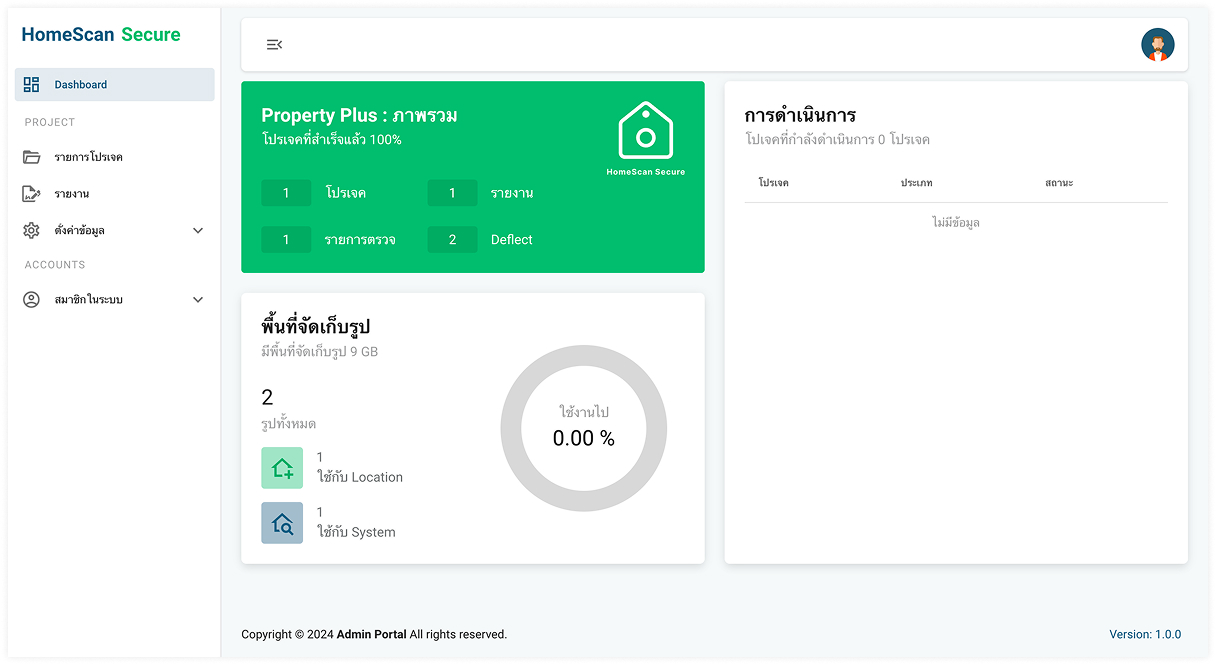 HomeScan Secure
Dashboard
PROJECT
รายการโปรเจค
รายงาน
ตั้งค่าข้อมูล
ACCOUNTS
สมาชิกในระบบ
Property Plus : ภาพรวม
โปรเจคที่สำเร็จแล้ว 100%
HomeScan Secure
1 โปรเจค 1 รายงาน
1 รายการตรวจ 2 Deflect
พื้นที่จัดเก็บรูป
มีพื้นที่จัดเก็บรูป 9 GB
2
รูปทั้งหมด
1
ใช้กับ Location
1
ใช้กับ System
ใช้งานไป
0.00 %
การดำเนินการ
โปเจคที่กำลังดำเนินการ 0 โปรเจค
โปรเจค ประเภท สถานะ
ไม่มีข้อมูล
Copyright © 2024 Admin Portal All rights reserved.
Version: 1.0.0